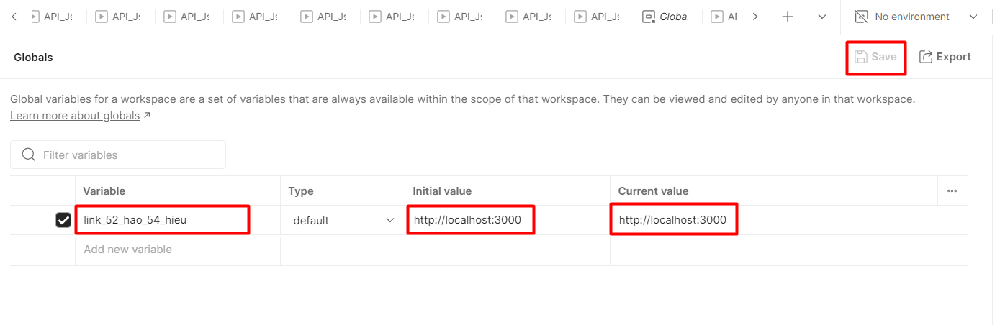 API_Js API_Js API_Js API_Js API_Js API_Js API_Js API_Js API_Js Globa AI No environment
Globals Save Export
Global variables for a workspace are a set of variables that are always available within the scope of that workspace. They can be viewed and edited by anyone in that workspace.
Learn more about globals ↗
Filter variables
Variable Type Initial value Current value
link_52_hao_54_hieu default http://localhost:3000 http://localhost:3000
Add new variable